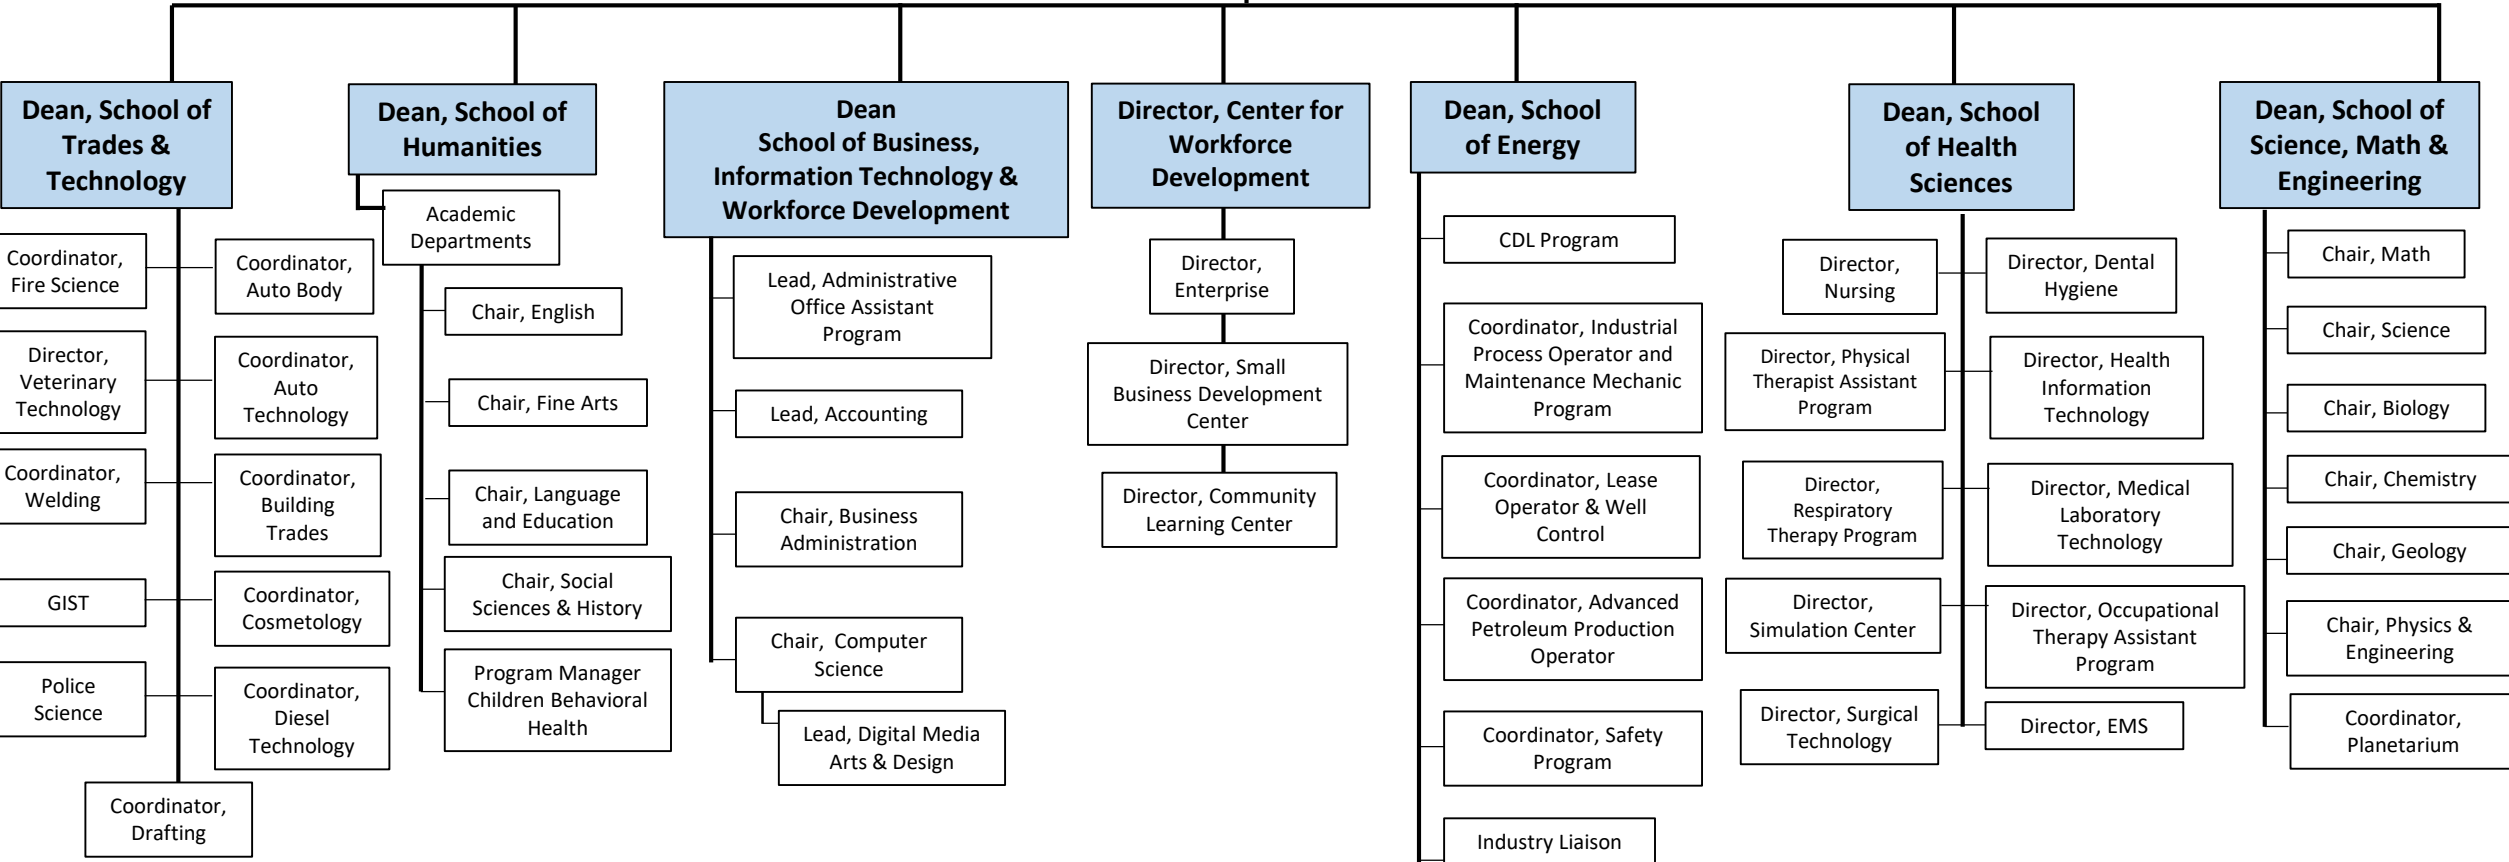 Dean, School of
Trades &
Technology
Coordinator,
Fire Science
Coordinator,
Auto Body
Director,
Veterinary
Technology
Coordinator,
Auto
Technology
Coordinator,
Welding
Coordinator,
Building
Trades
GIST
Coordinator,
Cosmetology
Police
Science
Coordinator,
Diesel
Technology
Coordinator,
Drafting
Dean, School of
Humanities
Academic
Departments
Chair, English
Chair, Fine Arts
Chair, Language
and Education
Chair, Social
Sciences & History
Program Manager
Children Behavioral
Health
Dean
School of Business,
Information Technology &
Workforce Development
Lead, Administrative
Office Assistant
Program
Lead, Accounting
Chair, Business
Administration
Chair, Computer
Science
Lead, Digital Media
Arts & Design
Director, Center for
Workforce
Development
Director,
Enterprise
Director, Small
Business Development
Center
Director, Community
Learning Center
Dean, School
of Energy
CDL Program
Coordinator, Industrial
Process Operator and
Maintenance Mechanic
Program
Coordinator, Lease
Operator & Well
Control
Coordinator, Advanced
Petroleum Production
Operator
Coordinator, Safety
Program
Industry Liaison
Dean, School
of Health
Sciences
Director,
Nursing
Director, Dental
Hygiene
Director, Physical
Therapist Assistant
Program
Director, Health
Information
Technology
Director,
Respiratory
Therapy Program
Director, Medical
Laboratory
Technology
Director,
Simulation Center
Director, Occupational
Therapy Assistant
Program
Director, Surgical
Technology
Director, EMS
Dean, School of
Science, Math &
Engineering
Chair, Math
Chair, Science
Chair, Biology
Chair, Chemistry
Chair, Geology
Chair, Physics &
Engineering
Coordinator,
Planetarium